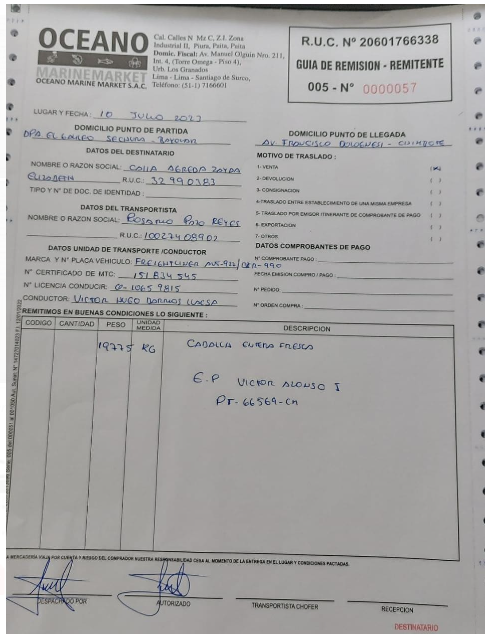 OCEANO
MARINEMARKET
OCEANO MARINE MARKET S.A.C.
Cal. Calles N Mz C, Z.I. Zona
Industrial II, Piura, Paita, Paita
Domic. Fiscal: Av. Manuel Olguin Nro. 211,
Int. 4, (Torre Omega - Piso 4),
Urb. Los Granados
Lima - Lima - Santiago de Surco,
Teléfono: (51-1) 7166601
R.U.C. Nº 20601766338
GUIA DE REMISION - REMITENTE
005 - Nº 0000057
LUGAR Y FECHA: 10 JULIO 2023
DOMICILIO PUNTO DE PARTIDA
DOMICILIO PUNTO DE LLEGADA
DPA EL SECHURA
AV. FRANCISCO BOLOGNESI - CHIMBOTE
DATOS DEL DESTINATARIO
MOTIVO DE TRASLADO :
NOMBRE O RAZON SOCIAL: ZAYDA
ELIZABETH R.U.C.: 32990383
TIPO Y Nº DE DOC. DE IDENTIDAD :
1- VENTA
2- DEVOLUCION ( )
3- CONSIGNACION ( )
4- TRASLADO ENTRE ESTABLECIMIENTO DE UNA MISMA EMPRESA ( )
5- TRASLADO POR EMISOR ITINERANTE DE COMPROBANTE DE PAGO ( )
6- EXPORTACION ( )
7- OTROS ( )
DATOS DEL TRANSPORTISTA
NOMBRE O RAZON SOCIAL: ROSARIO REYES
R.U.C.: 10027408902
DATOS COMPROBANTES DE PAGO
DATOS UNIDAD DE TRANSPORTE /CONDUCTOR
Nº COMPROBANTE PAGO :
MARCA Y Nº PLACA VEHICULO: FREIGHTLINER
FECHA EMISION COMPRO / PAGO :
Nº CERTIFICADO DE MTC: 151834545
Nº PEDIDO :
Nº LICENCIA CONDUCIR:
Nº ORDEN COMPRA :
CONDUCTOR: VICTOR HUGO
REMITIMOS EN BUENAS CONDICIONES LO SIGUIENTE :
CODIGO CANTIDAD PESO UNIDAD MEDICA DESCRIPCION
19775 KG CABALLA ENTERA FRESCA
E.P VICTOR ALONSO I
PT-66569-CM
LA MERCADERIA VIAJA POR CUENTA Y RIESGO DEL COMPRADOR NUESTRA RESPONSABILIDAD CESA AL MOMENTO DE LA ENTREGA EN EL LUGAR Y CONDICIONES PACTADAS.
DESPACHADO POR
AUTORIZADO
TRANSPORTISTA CHOFER
RECEPCION
DESTINATARIO